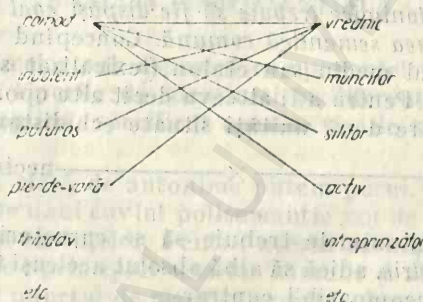 comod vrednic
indolent muncitor
puturos silitor
pierde-vară activ
trîndav întreprinzător
etc. etc.